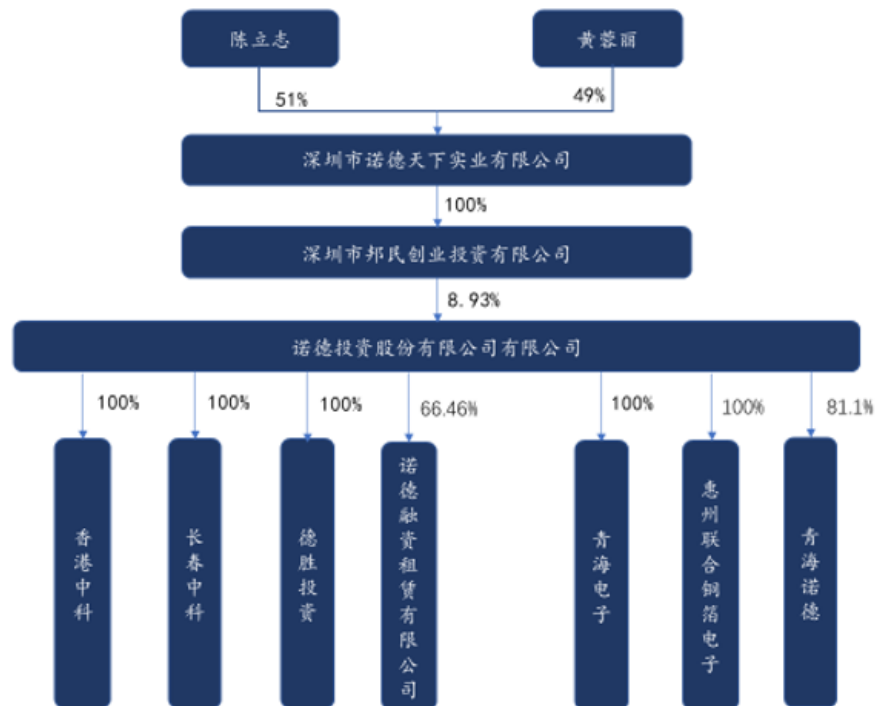 陈立志
黄蓉丽
51%
49%
深圳市诺德天下实业有限公司
100%
深圳市邦民创业投资有限公司
8.93%
诺德投资股份有限公司有限公司
100%
100%
100%
66.46%
100%
100%
81.1%
香港中科
长春中科
德胜投资
诺德融资租赁有限公司
青海电子
惠州联合铜箔电子
青海诺德